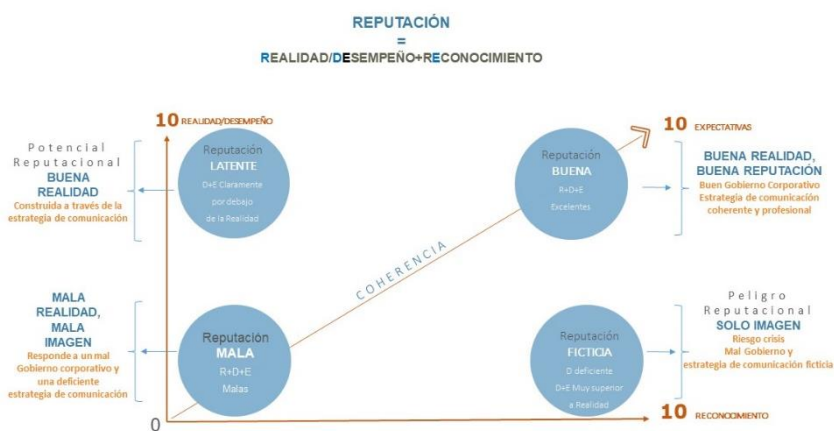 REPUTACIÓN
=
REALIDAD/DESEMPEÑO+RECONOCIMIENTO
10 REALIDAD/DESEMPEÑO
10 EXPECTATIVAS
Potencial
Reputacional
BUENA
REALIDAD
Construida a través de la
estrategia de comunicación
Reputación
LATENTE
D+E Claramente
por debajo
de la Realidad
Reputación
BUENA
R+D+E
Excelentes
BUENA REALIDAD,
BUENA REPUTACIÓN
Buen Gobierno Corporativo
Estrategia de comunicación
coherente y profesional
COHERENCIA
MALA
REALIDAD,
MALA
IMAGEN
Responde a un mal
Gobierno corporativo y
una deficiente
estrategia de comunicación
Reputación
MALA
R+D+E
Malas
Reputación
FICTICIA
D deficiente
D+E Muy superior
a Realidad
Peligro
Reputacional
SOLO IMAGEN
Riesgo crisis
Mal Gobierno y
estrategia de comunicación ficticia
0
10 RECONOCIMIENTO